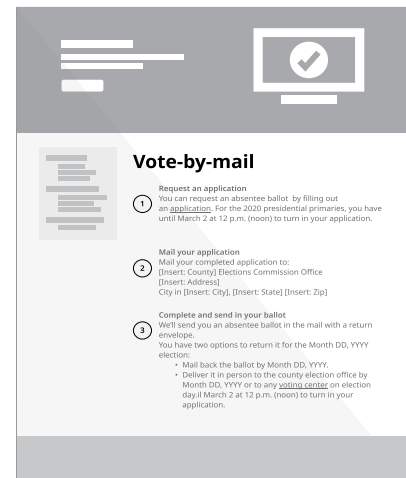 Vote-by-mail
Request an application
1
You can request an absentee ballot by filling out
an application. For the 2020 presidential primaries, you have
until March 2 at 12 p.m. (noon) to turn in your application.
Mail your application
2
Mail your completed application to:
[Insert: County] Elections Commission Office
[Insert: Address]
City in [Insert: City], [Insert: State] [Insert: Zip]
Complete and send in your ballot
3
We'll send you an absentee ballot in the mail with a return
envelope.
You have two options to return it for the Month DD, YYYY
election:
• Mail back the ballot by Month DD, YYYY.
• Deliver it in person to the county election office by
Month DD, YYYY or to any voting center on election
day.il March 2 at 12 p.m. (noon) to turn in your
application.